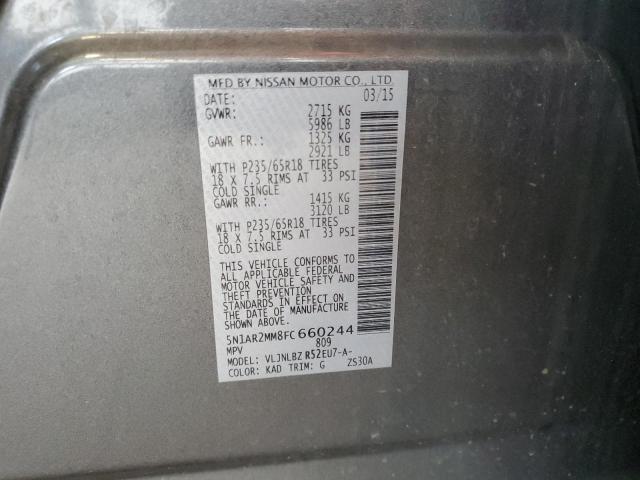 MFD BY NISSAN MOTOR CO., LTD.
DATE: 03/15
GVWR: 2715 KG
5986 LB
GAWR FR.: 1325 KG
2921 LB
WITH P235/65R18 TIRES
18 X 7.5 RIMS AT 33 PSI
COLD SINGLE
GAWR RR.: 1415 KG
3120 LB
WITH P235/65R18 TIRES
18 X 7.5 RIMS AT 33 PSI
COLD SINGLE
THIS VEHICLE CONFORMS TO
ALL APPLICABLE FEDERAL
MOTOR VEHICLE SAFETY AND
THEFT PREVENTION
STANDARDS IN EFFECT ON
THE DATE OF MANUFACTURE
SHOWN ABOVE.
5N1AR2MM8FC660244
MPV 809
MODEL: VLJNLBZ R52EU7-A-
COLOR: KAD TRIM: G ZS30A